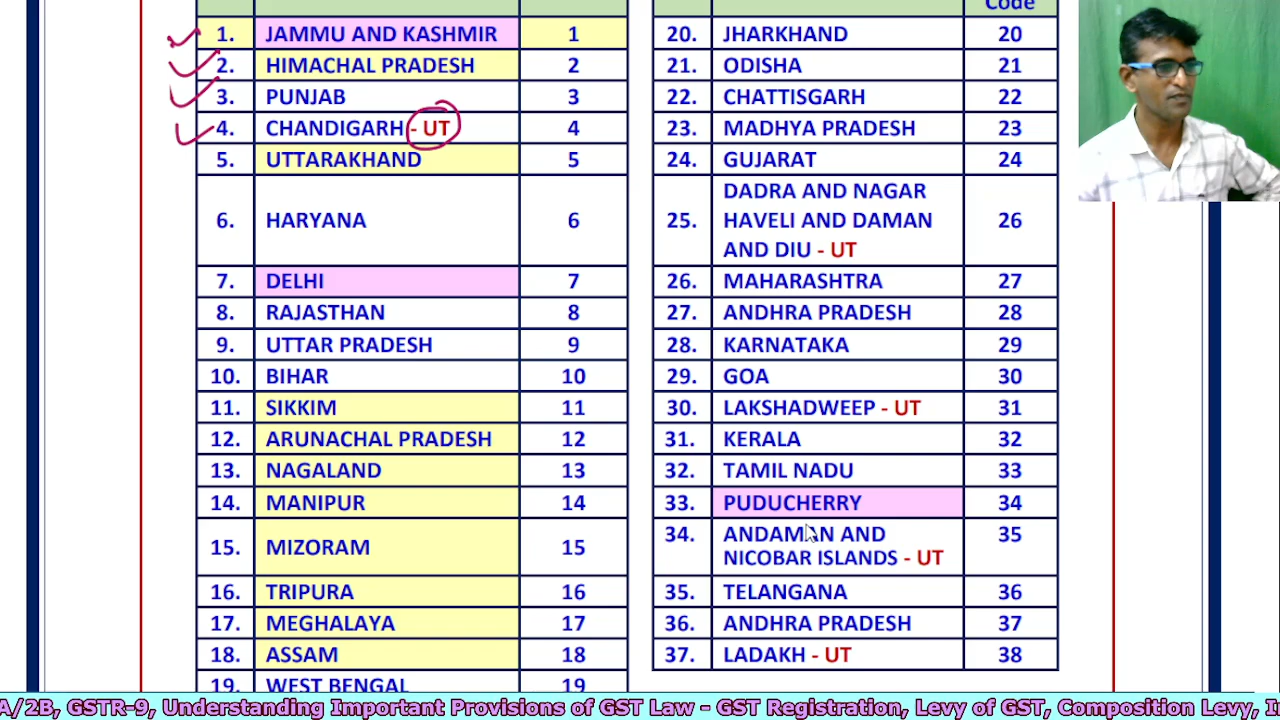 Code
1. JAMMU AND KASHMIR 1
2. HIMACHAL PRADESH 2
3. PUNJAB 3
4. CHANDIGARH - UT 4
5. UTTARAKHAND 5
6. HARYANA 6
7. DELHI 7
8. RAJASTHAN 8
9. UTTAR PRADESH 9
10. BIHAR 10
11. SIKKIM 11
12. ARUNACHAL PRADESH 12
13. NAGALAND 13
14. MANIPUR 14
15. MIZORAM 15
16. TRIPURA 16
17. MEGHALAYA 17
18. ASSAM 18
19. WEST BENGAL 19
20. JHARKHAND 20
21. ODISHA 21
22. CHATTISGARH 22
23. MADHYA PRADESH 23
24. GUJARAT 24
DADRA AND NAGAR
25. HAVELI AND DAMAN 26
AND DIU - UT
26. MAHARASHTRA 27
27. ANDHRA PRADESH 28
28. KARNATAKA 29
29. GOA 30
30. LAKSHADWEEP - UT 31
31. KERALA 32
32. TAMIL NADU 33
33. PUDUCHERRY 34
34. ANDAMAN AND 35
NICOBAR ISLANDS - UT
35. TELANGANA 36
36. ANDHRA PRADESH 37
37. LADAKH - UT 38
A/2B, GSTR-9, Understanding Important Provisions of GST Law - GST Registration, Levy of GST, Composition Levy,